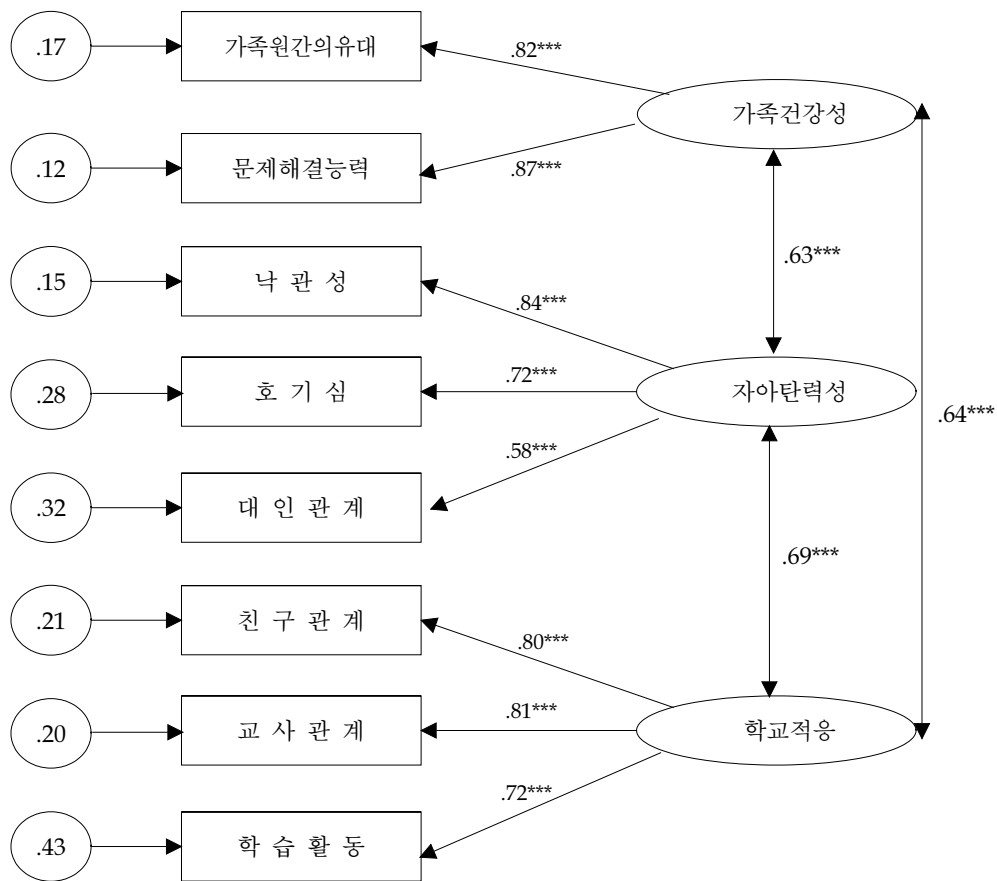 .17
가족원간의유대
.82***
가족건강성
.12
문제해결능력
.87***
.63***
.15
낙 관 성
.84***
.28
호 기 심
.72***
자아탄력성
.64***
.58***
.32
대 인 관 계
.69***
.21
친 구 관 계
.80***
.20
교 사 관 계
.81***
학교적응
.72***
.43
학 습 활 동